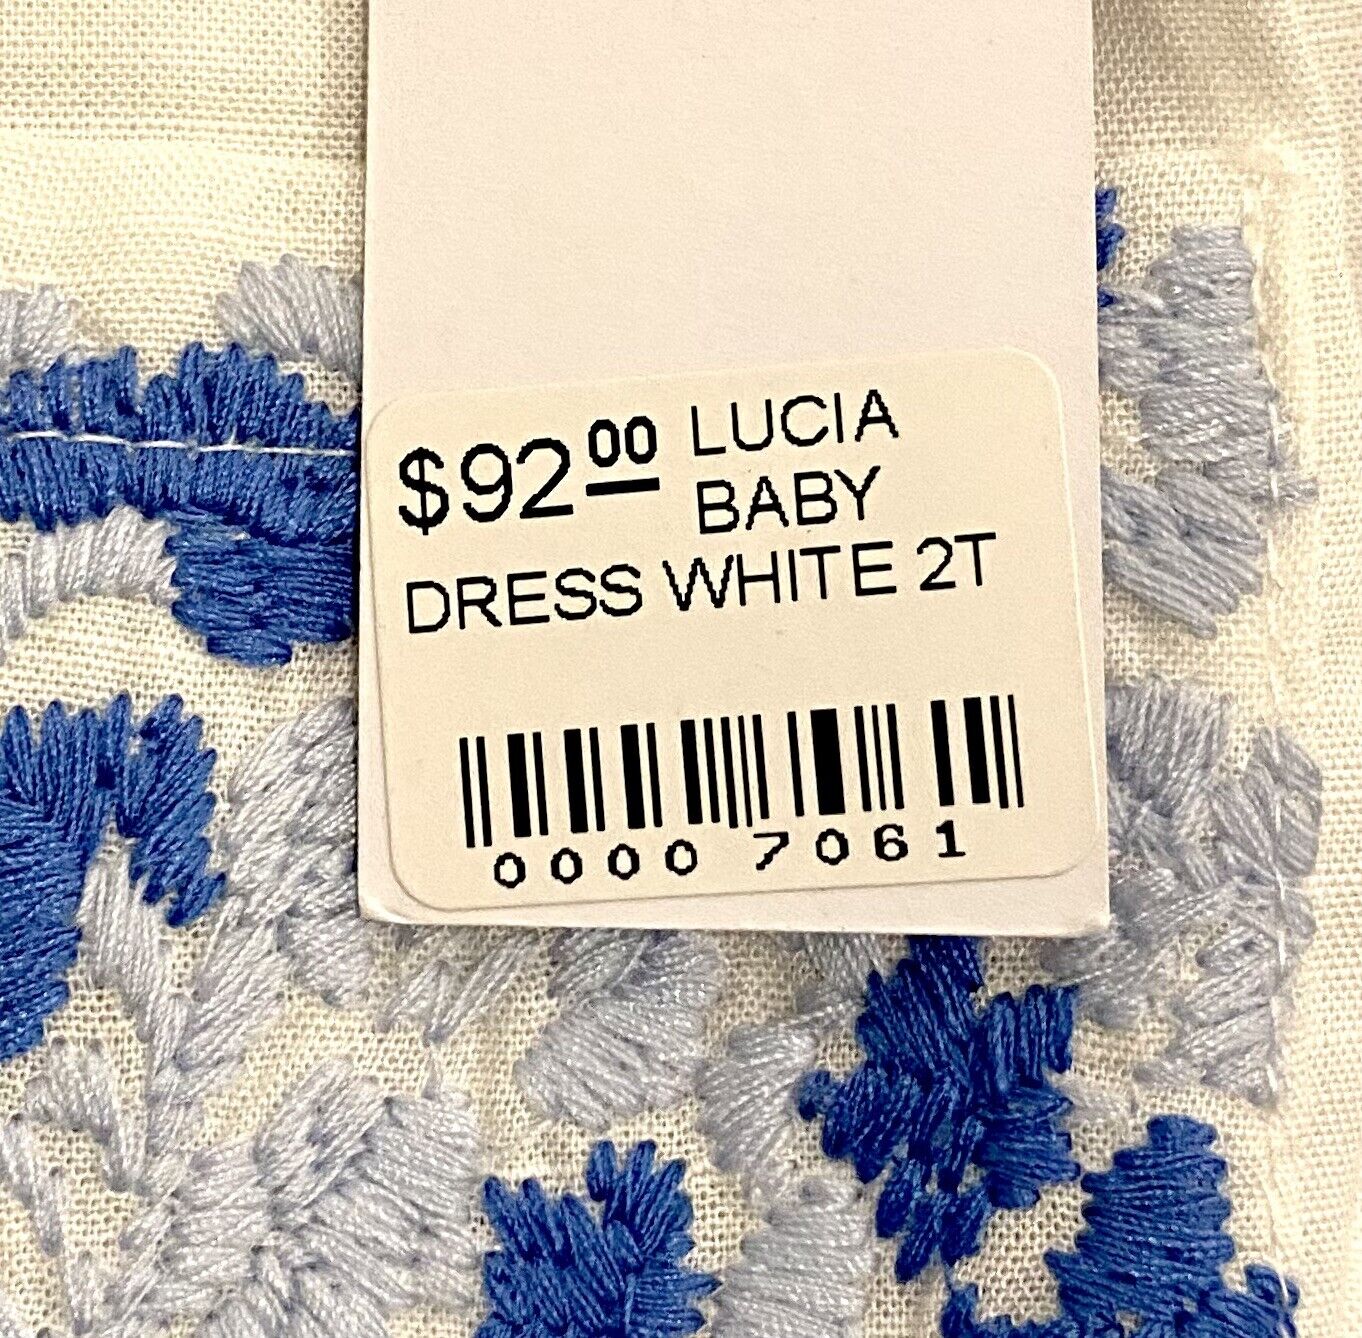 $92.00 LUCIA
BABY
DRESS WHITE 2T
0000 7061